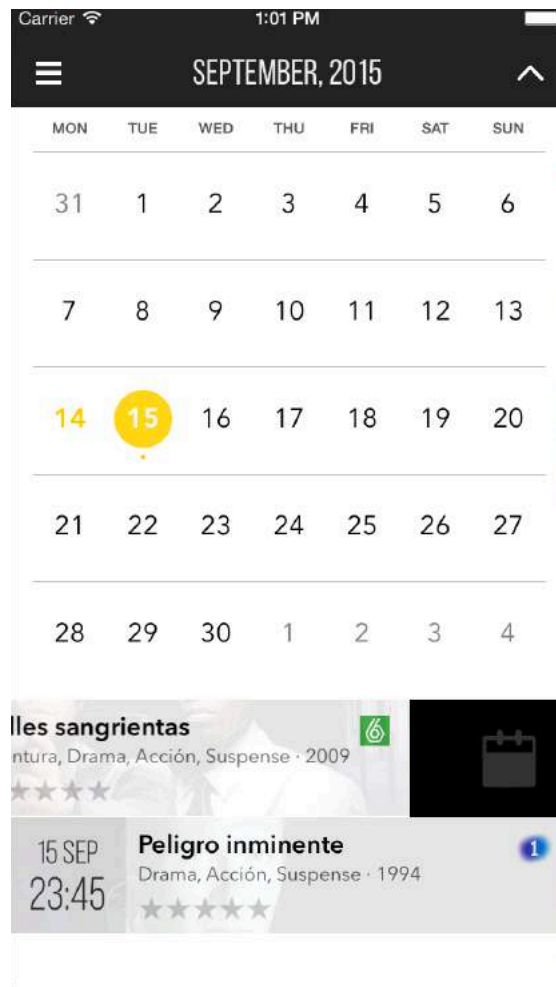 Carrier 1:01 PM
SEPTEMBER, 2015
MON TUE WED THU FRI SAT SUN
31 1 2 3 4 5 6
7 8 9 10 11 12 13
14 15 16 17 18 19 20
21 22 23 24 25 26 27
28 29 30 1 2 3 4
lles sangrientas 6
ntura, Drama, Acción, Suspense · 2009
15 SEP Peligro inminente 1
Drama, Acción, Suspense · 1994
23:45